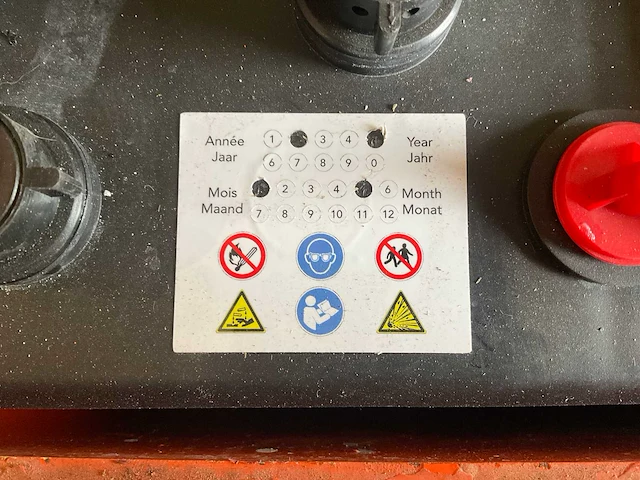 Année 1 3 4 Year
Jaar 6 7 8 9 0 Jahr
Mois 2 3 4 6 Month
Maand 7 8 9 10 11 12 Monat